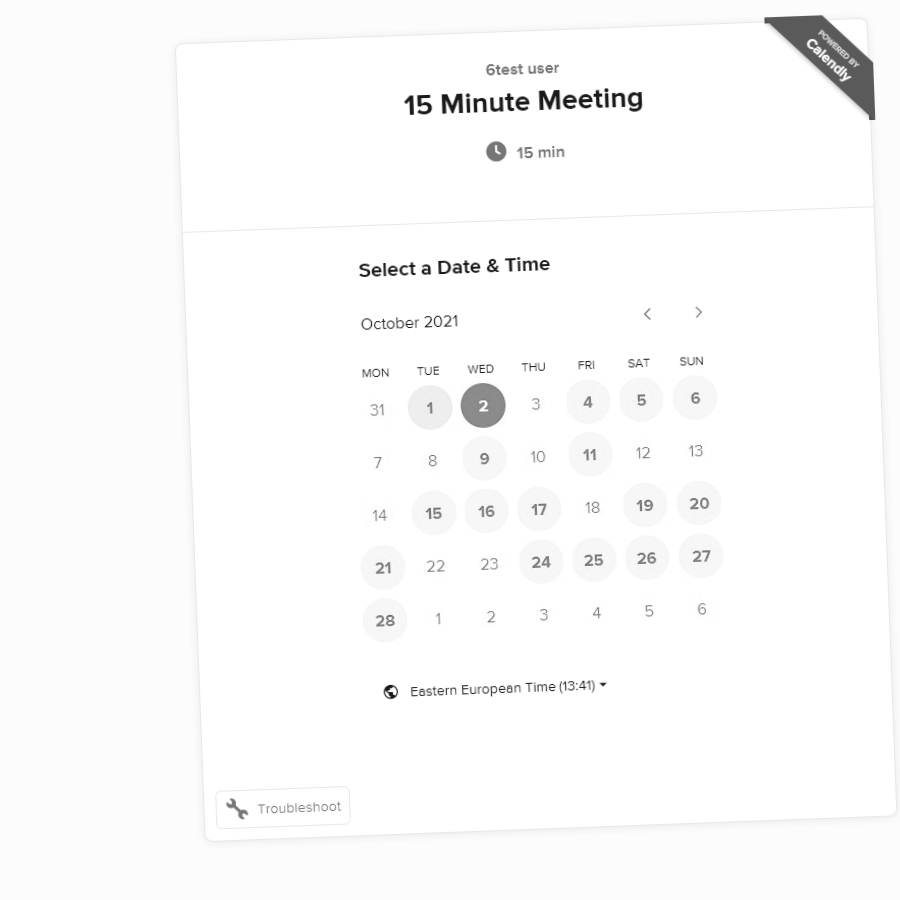 POWERED BY
Calendly
6test user
15 Minute Meeting
15 min
Select a Date & Time
October 2021
MON TUE WED THU FRI SAT SUN
31 1 2 3 4 5 6
7 8 9 10 11 12 13
14 15 16 17 18 19 20
21 22 23 24 25 26 27
28 1 2 3 4 5 6
Eastern European Time (13:41)
Troubleshoot